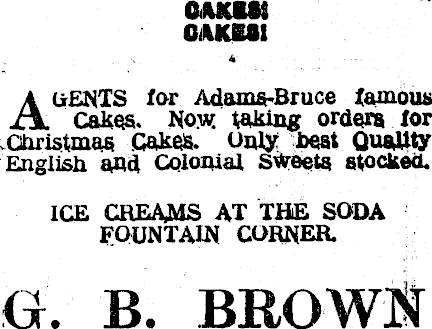 CAKES!
CAKES!
AGENTS for Adams-Bruce famous
Cakes. Now taking orders for
Christmas Cakes. Only best Quality
English and Colonial Sweets stocked.
ICE CREAMS AT THE SODA
FOUNTAIN CORNER.
G. B. BROWN